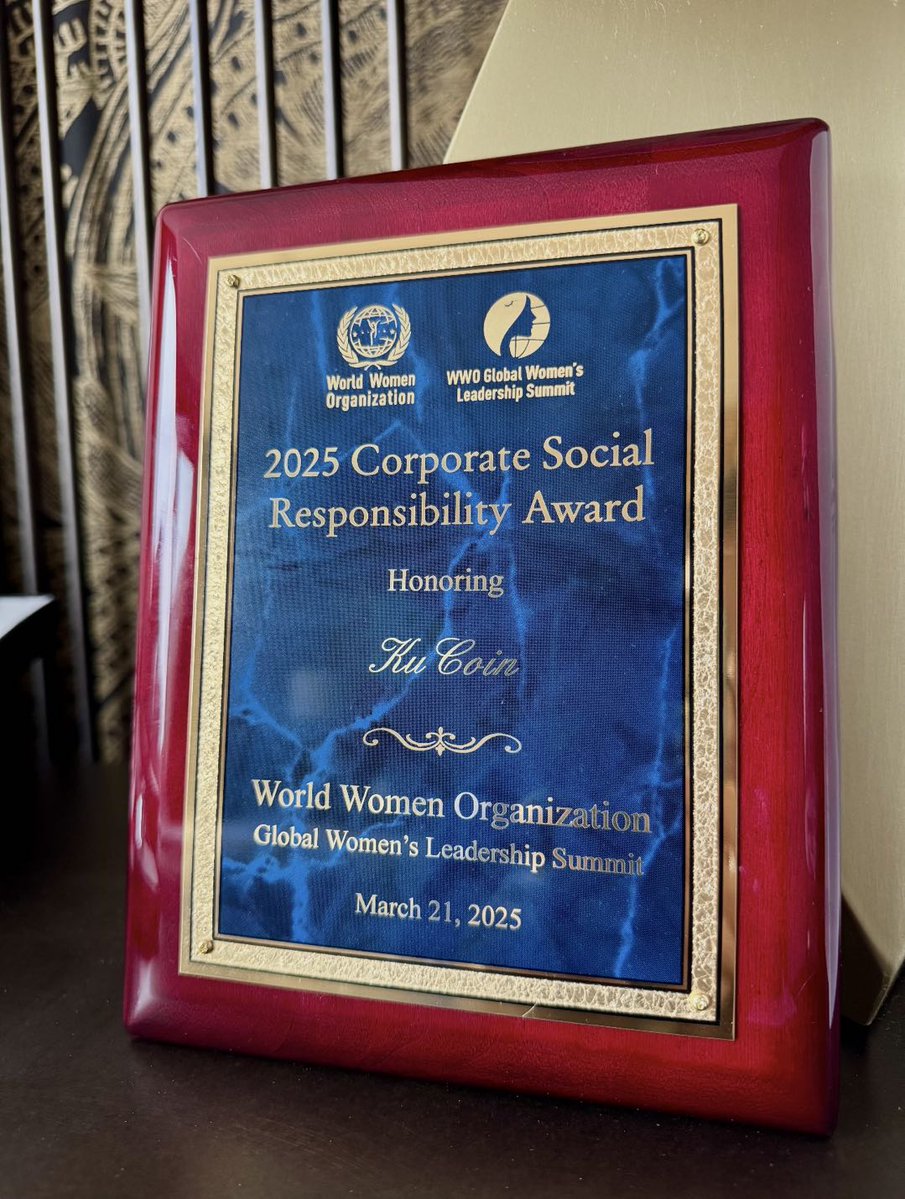 World Women
Organization
WWO Global Women's
Leadership Summit
2025 Corporate Social
Responsibility Award
Honoring
Ku Coin
World Women Organization
Global Women's Leadership Summit
March 21, 2025